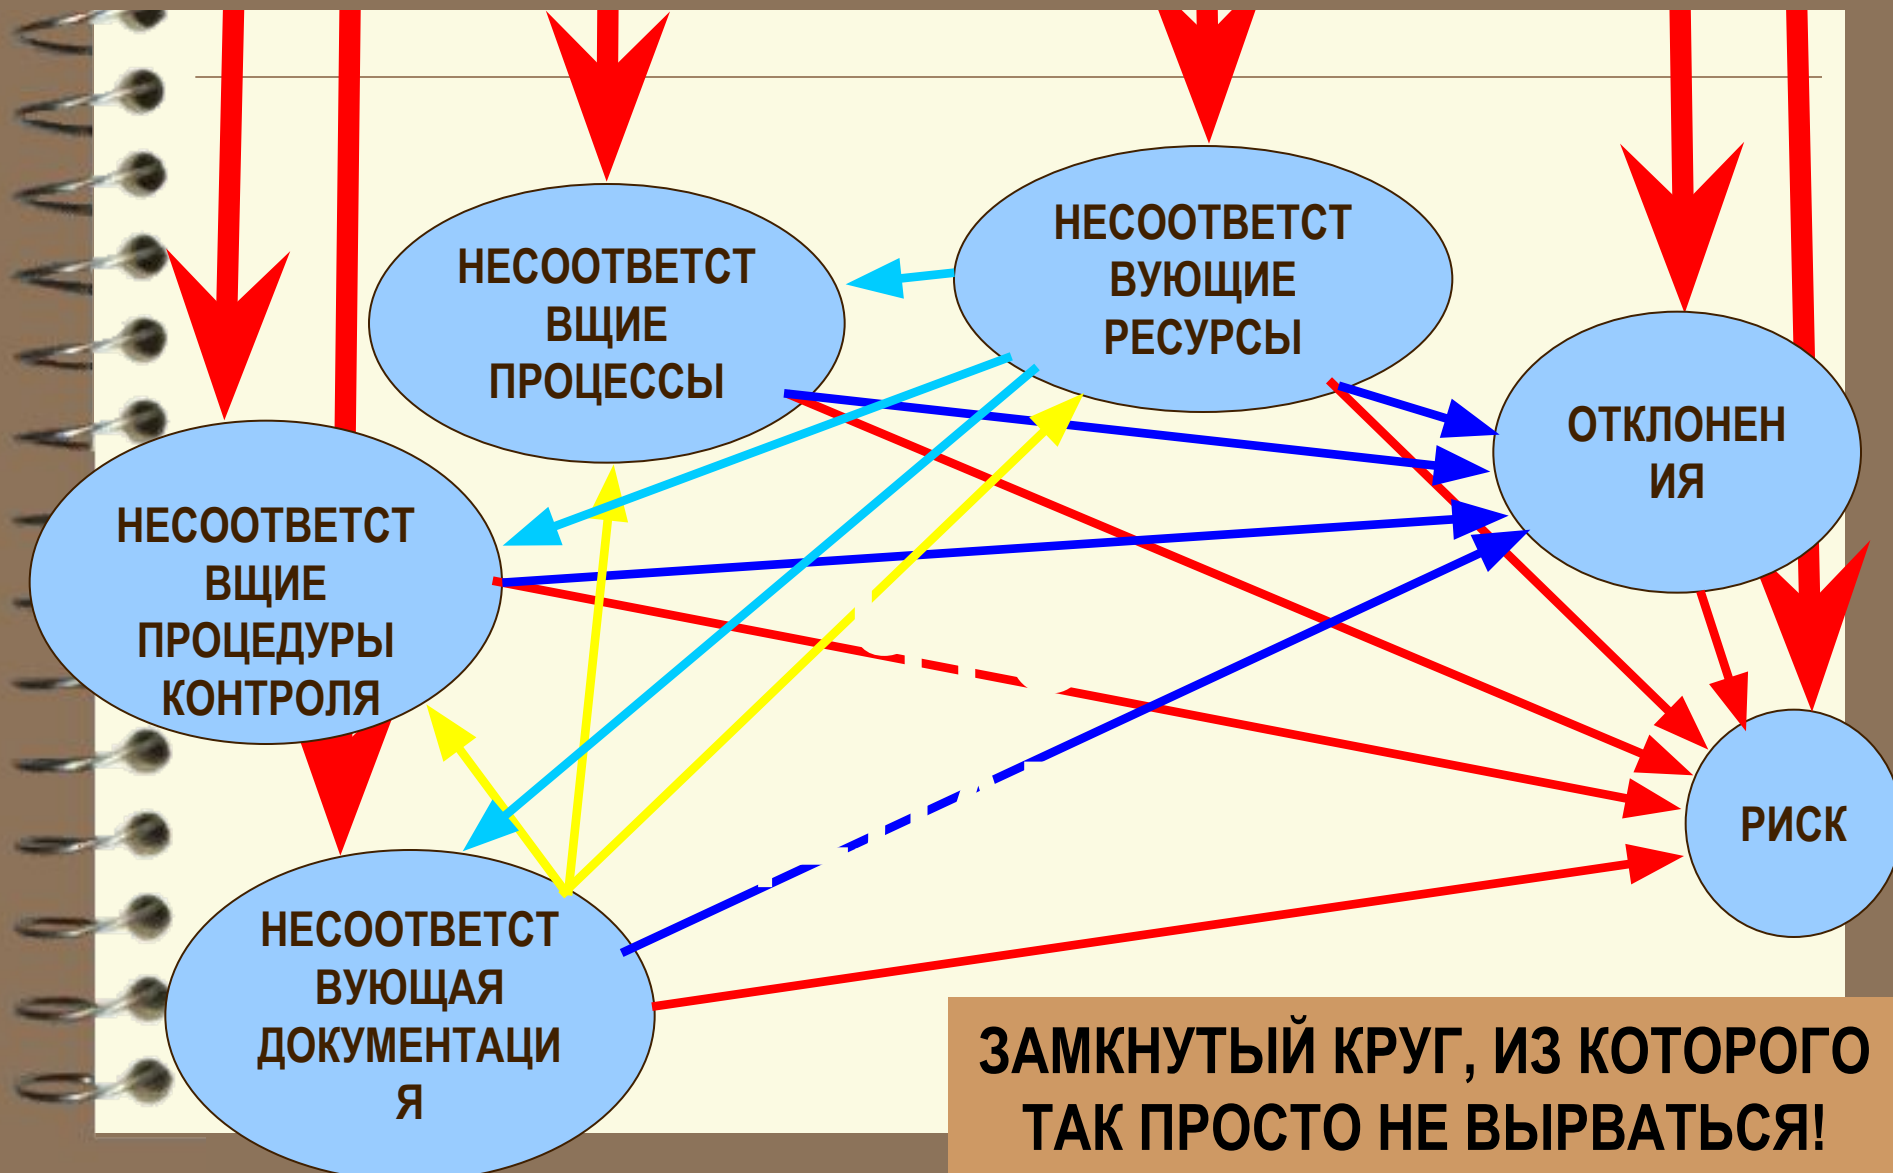 НЕСООТВЕТСТ
ВУЮЩИЕ
РЕСУРСЫ
НЕСООТВЕТСТ
ВЩИЕ
ПРОЦЕССЫ
ОТКЛОНЕН
ИЯ
НЕСООТВЕТСТ
ВЩИЕ
ПРОЦЕДУРЫ
КОНТРОЛЯ
РИСК
НЕСООТВЕТСТ
ВУЮЩАЯ
ДОКУМЕНТАЦИ
Я
ЗАМКНУТЫЙ КРУГ, ИЗ КОТОРОГО
ТАК ПРОСТО НЕ ВЫРВАТЬСЯ!